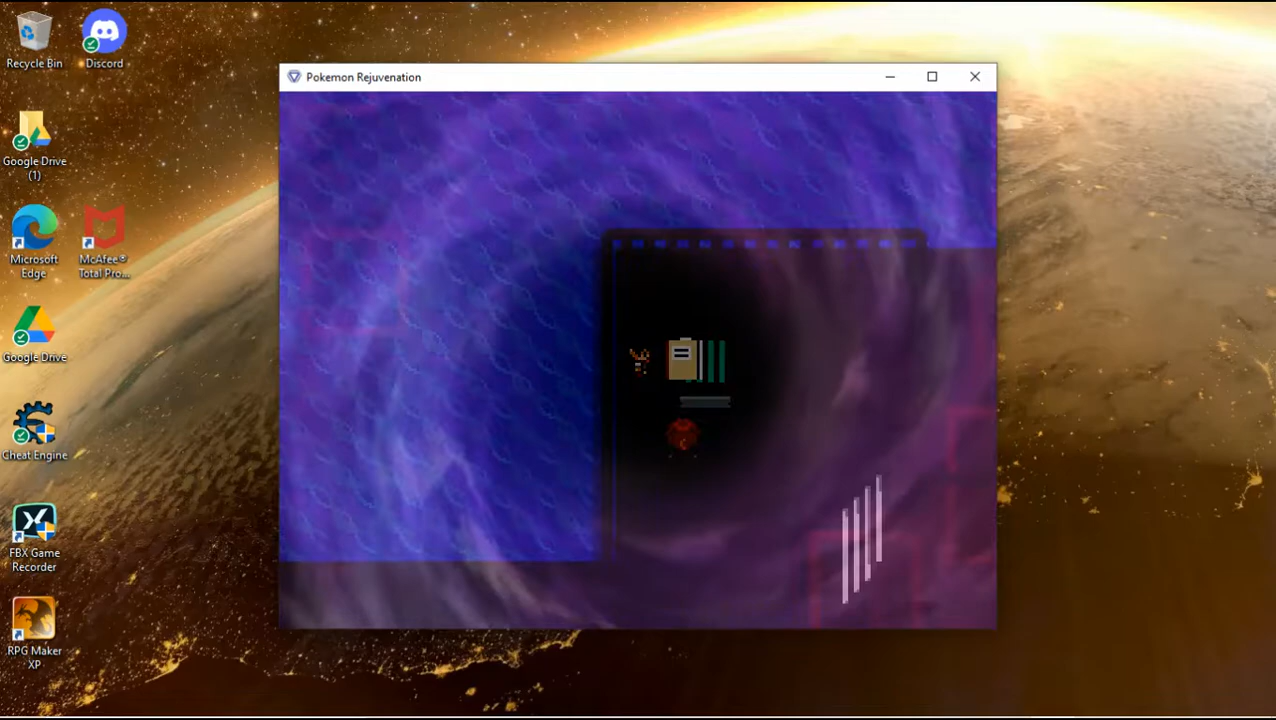 Recycle Bin
Discord
Pokemon Rejuvenation
Google Drive
(1)
Microsoft
Edge
McAfee®
Total Pro...
Google Drive
Cheat Engine
FBX Game
Recorder
RPG Maker
XP